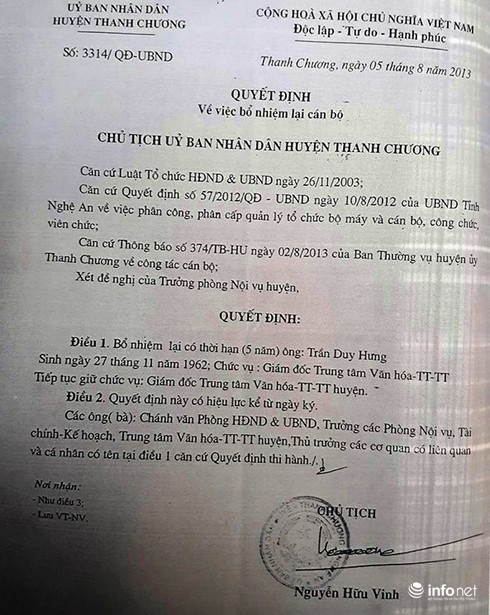 UỶ BAN NHÂN DÂN
HUYỆN THANH CHƯƠNG
CỘNG HOÀ XÃ HỘI CHỦ NGHĨA VIỆT NAM
Độc lập - Tự do - Hạnh phúc
Số: 3314/ QĐ-UBND
Thanh Chương, ngày 05 tháng 8 năm 2013
QUYẾT ĐỊNH
Về việc bổ nhiệm lại cán bộ
CHỦ TỊCH UỶ BAN NHÂN DÂN HUYỆN THANH CHƯƠNG
Căn cứ Luật Tổ chức HĐND & UBND ngày 26/11/2003;
Căn cứ Quyết định số 57/2012/QĐ - UBND ngày 10/8/2012 của UBND Tỉnh
Nghệ An về việc phân công, phân cấp quản lý tổ chức bộ máy và cán bộ, công chức,
viên chức;
Căn cứ Thông báo số 374/TB-HU ngày 02/8/2013 của Ban Thường vụ huyện ủy
Thanh Chương về công tác cán bộ;
Xét đề nghị của Trưởng phòng Nội vụ huyện,
QUYẾT ĐỊNH:
Điều 1. Bổ nhiệm lại có thời hạn (5 năm) ông: Trần Duy Hưng
Sinh ngày 27 tháng 11 năm 1962; Chức vụ : Giám đốc Trung tâm Văn hóa-TT-TT
Tiếp tục giữ chức vụ: Giám đốc Trung tâm Văn hóa-TT-TT huyện.
Điều 2. Quyết định này có hiệu lực kể từ ngày ký.
Các ông( bà): Chánh văn Phòng HĐND & UBND, Trưởng các Phòng Nội vụ, Tài
chính-Kế hoạch, Trung tâm Văn hóa-TT-TT huyện,Thủ trưởng các cơ quan có liên quan
và cá nhân có tên tại điều 1 căn cứ Quyết định thi hành./.
Nơi nhận:
- Như điều 3;
- Lưu VT-NV.
CHỦ TỊCH
Nguyễn Hữu Vinh
infonet